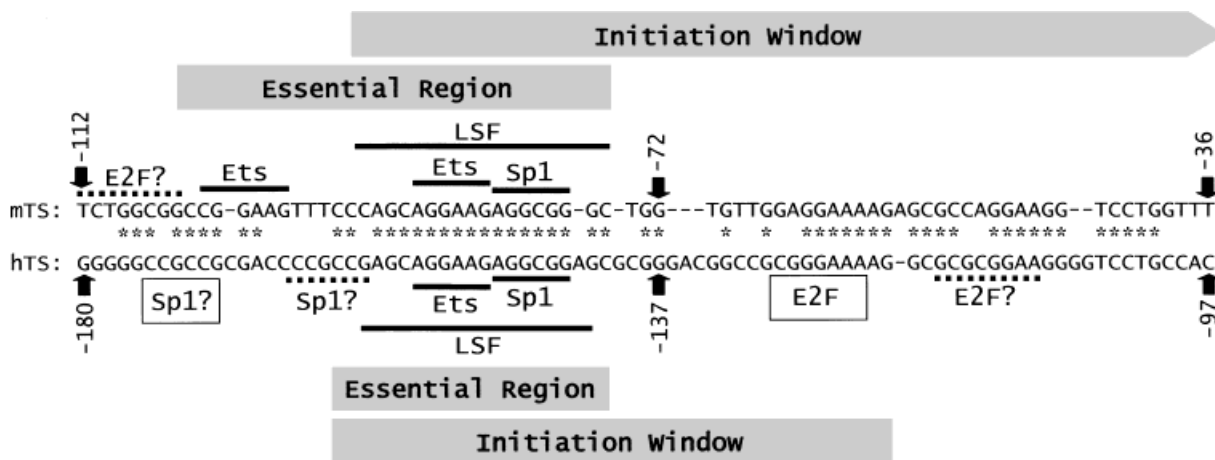 Initiation Window
Essential Region
LSF
-112 -72 -36
E2F? Ets Ets Sp1
mTS: TCTGGCGGCCG-GAAGTTTCCCAGCAGGAAGAGGCGG-GC-TGG---TGTTGGAGGAAAAGAGCGCCAGGAAGG--TCCTGGTTT
*** **** ** ** *********** ********** ** ** * * ******* **** ****** ****
hTS: GGGGGCCGCCGCGACCCCGCCGAGCAGGAAGAGGCGGAGCGCGGGACGGCCGCGGGAAAAG-GCGCGCGGAAGGGGTCCTGCCAC
Sp1? Sp1? Ets Sp1 E2F E2F?
-180 -137 -97
LSF
Essential Region
Initiation Window